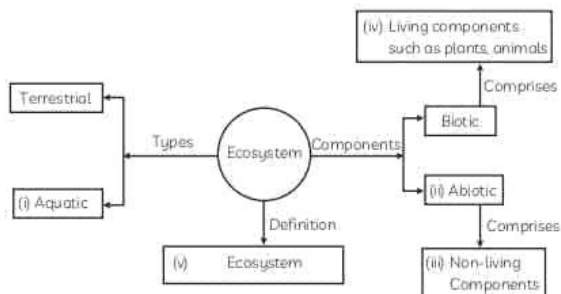 (iv) Living components
such as plants, animals
Comprises
Terrestrial
Biotic
Types
Ecosystem
Components
(i) Aquatic
(ii) Abiotic
Definition
Comprises
(v) Ecosystem
(iii) Non-living
Components